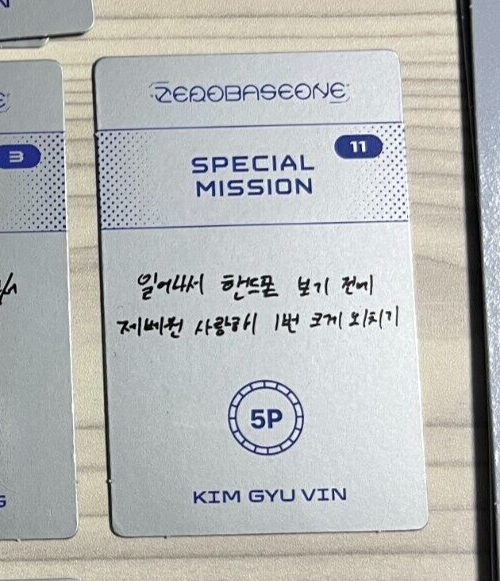 ZEROBASEONE
3
11
SPECIAL
MISSION
일어나서 핸드폰 보기 전에
제베원 사랑해 1번 크게 외치기
5P
KIM GYU VIN